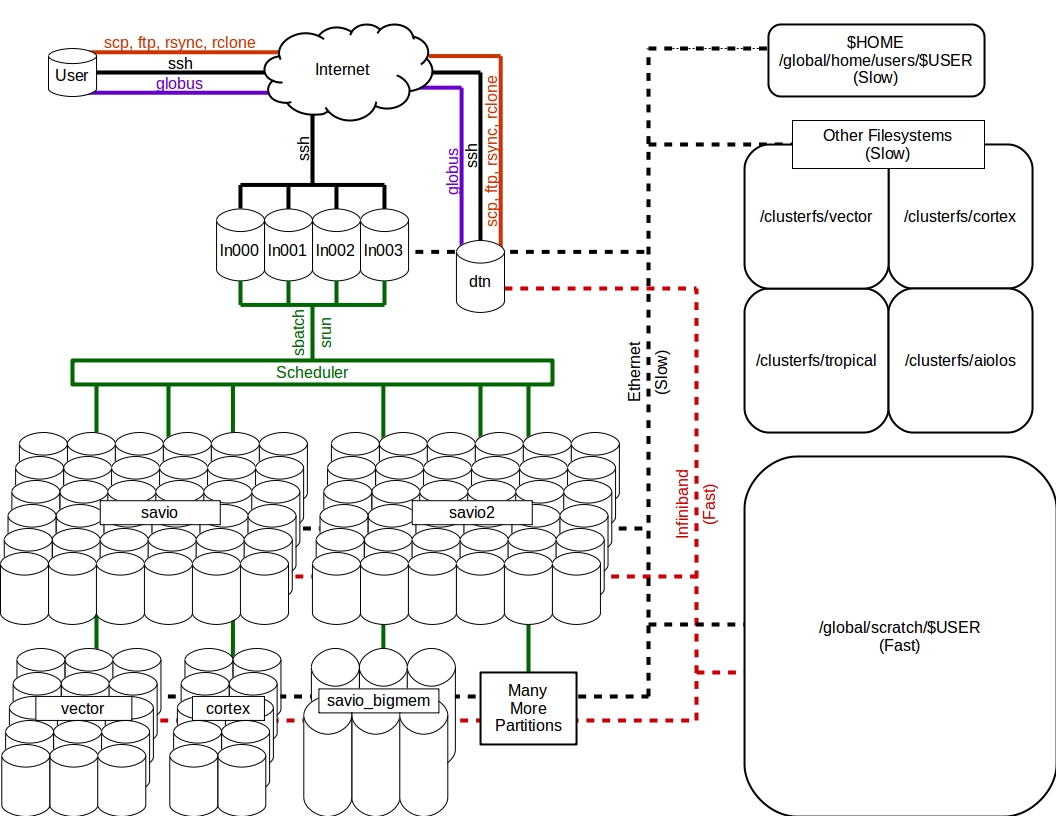 scp, ftp, rsync, rclone
User
ssh
globus
Internet
ssh
globus
ssh
scp, ftp, rsync, rclone
ln000
ln001
ln002
ln003
dtn
sbatch
srun
Scheduler
savio
savio2
vector
cortex
savio_bigmem
Many
More
Partitions
Ethernet
(Slow)
Infiniband
(Fast)
$HOME
/global/home/users/$USER
(Slow)
Other Filesystems
(Slow)
/clusterfs/vector
/clusterfs/cortex
/clusterfs/tropical
/clusterfs/aiolos
/global/scratch/$USER
(Fast)